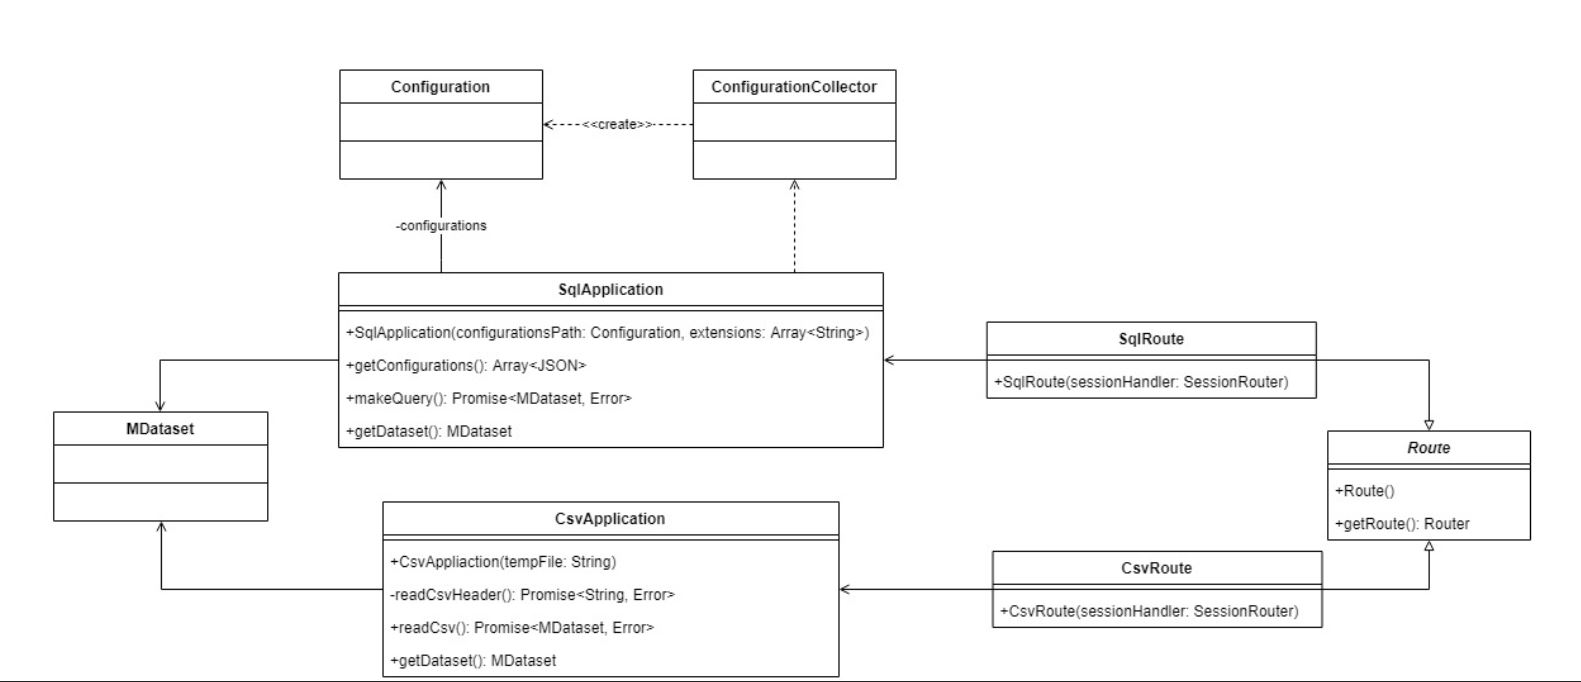 Configuration
ConfigurationCollector
<<create>>
-configurations
SqlApplication
+SqlApplication(configurationsPath: Configuration, extensions: Array<String>)
+getConfigurations(): Array<JSON>
+makeQuery(): Promise<MDataset, Error>
+getDataset(): MDataset
SqlRoute
+SqlRoute(sessionHandler: SessionRouter)
MDataset
Route
+Route()
+getRoute(): Router
CsvApplication
+CsvAppliaction(tempFile: String)
-readCsvHeader(): Promise<String, Error>
+readCsv(): Promise<MDataset, Error>
+getDataset(): MDataset
CsvRoute
+CsvRoute(sessionHandler: SessionRouter)